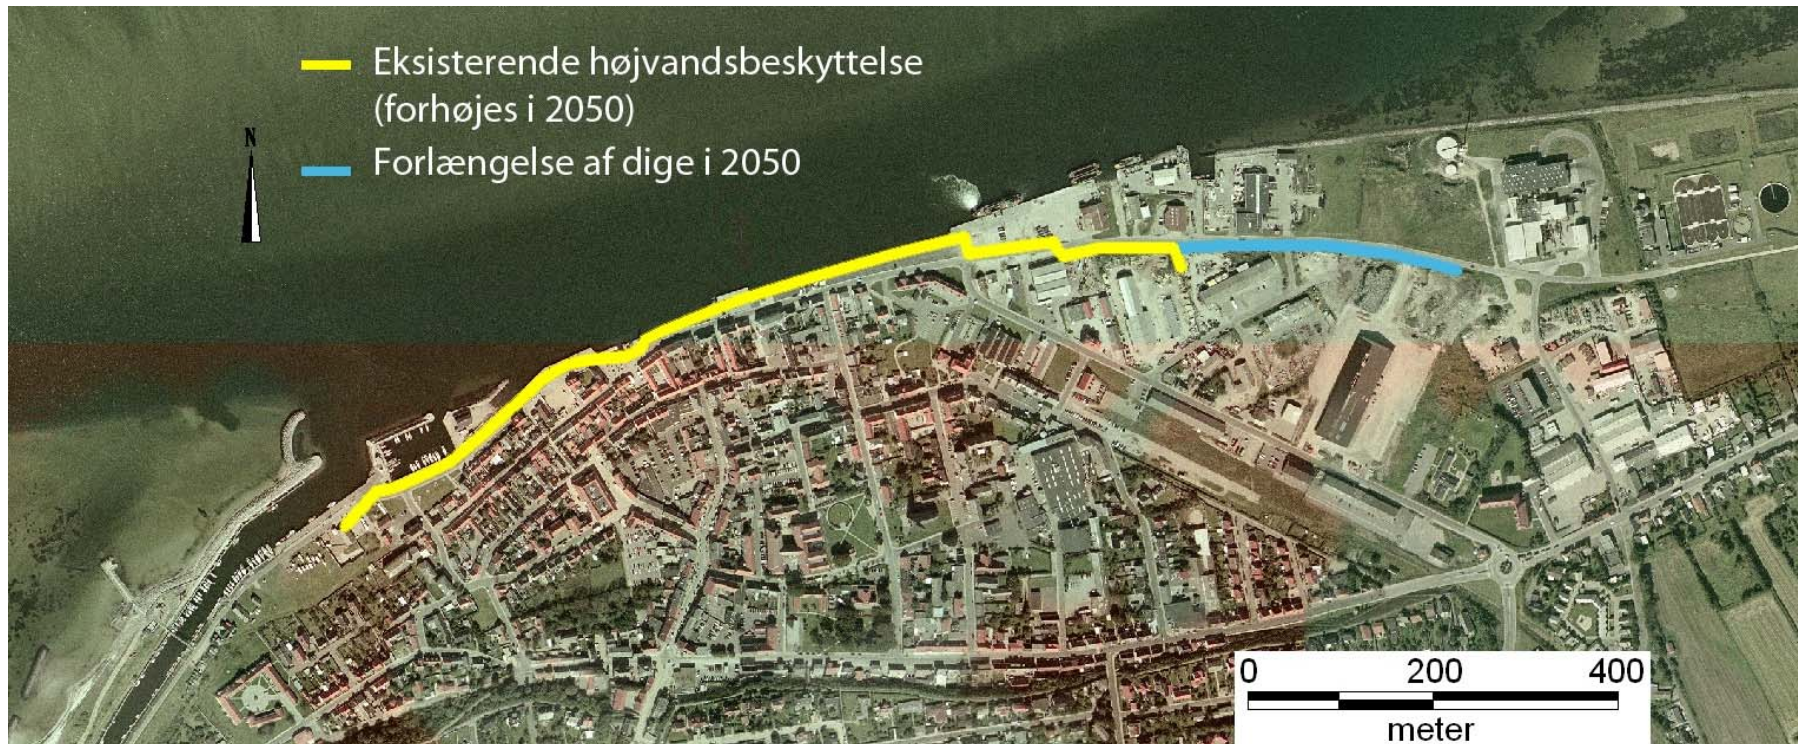 Eksisterende højvandsbeskyttelse
(forhøjes i 2050)
N
Forlængelse af dige i 2050
0 200 400
meter